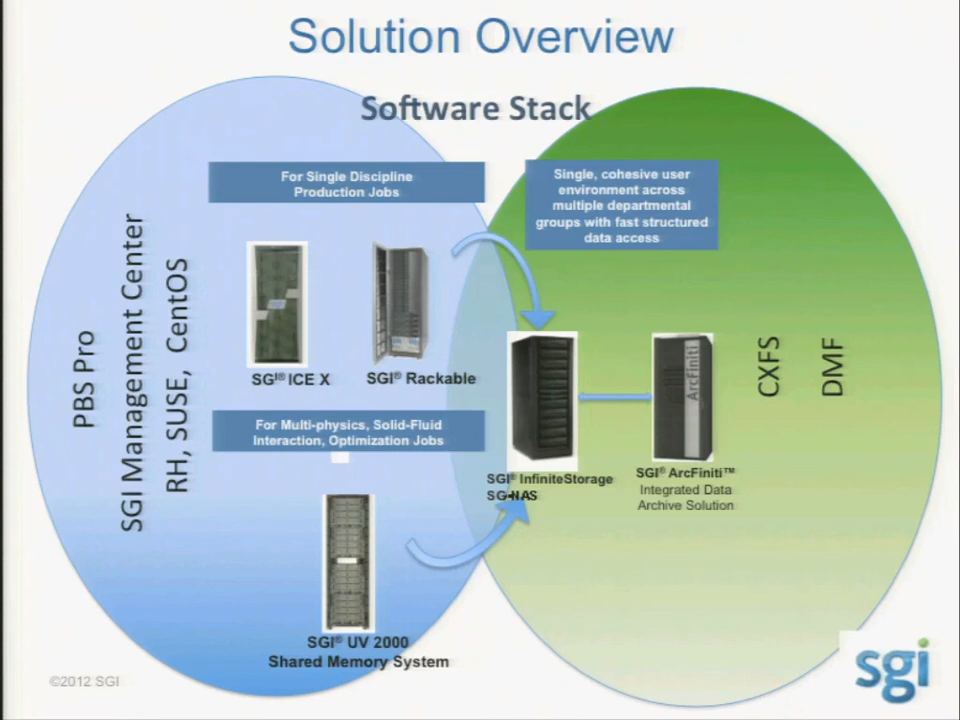 Solution Overview
Software Stack
For Single Discipline
Production Jobs
Single, cohesive user
environment across
multiple departmental
groups with fast structured
data access
PBS Pro
SGI Management Center
RH, SUSE, CentOS
SGI® ICE X
SGI® Rackable
ArcFiniti
CXFS
DMF
For Multi-physics, Solid-Fluid
Interaction, Optimization Jobs
SGI® InfiniteStorage
SGI® ArcFiniti™
Integrated Data
Archive Solution
SGI® UV 2000
Shared Memory System
©2012 SGI
sgi